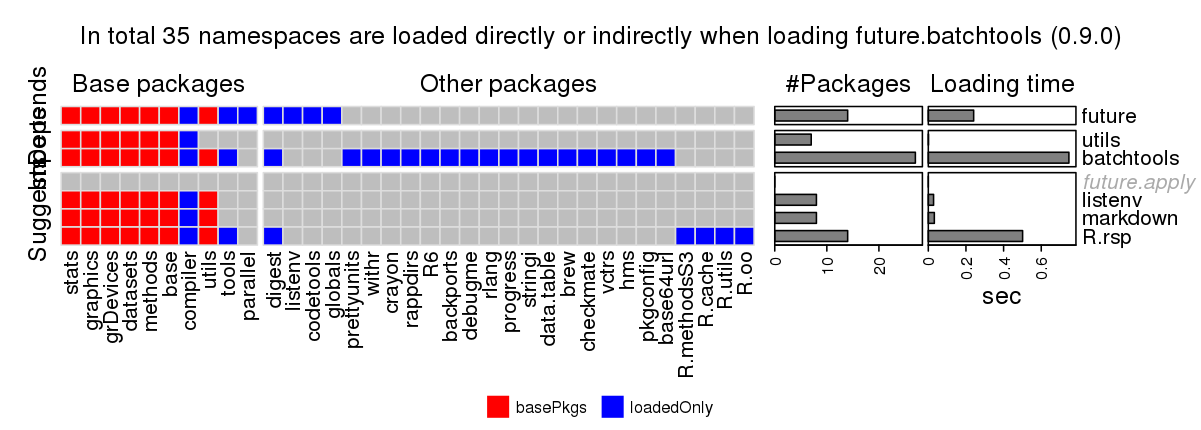 In total 35 namespaces are loaded directly or indirectly when loading future.batchtools (0.9.0)
Base packages
Other packages
#Packages
Loading time
Depends
Suggests
future
utils
batchtools
future.apply
listenv
markdown
R.rsp
stats
graphics
grDevices
datasets
methods
base
compiler
utils
tools
parallel
digest
listenv
codetools
globals
prettyunits
withr
crayon
rappdirs
R6
backports
debugme
rlang
progress
stringi
data.table
brew
checkmate
vctrs
hms
pkgconfig
base64url
R.methodsS3
R.cache
R.utils
R.oo
0
10
20
0
0.2
0.4
0.6
sec
basePkgs
loadedOnly